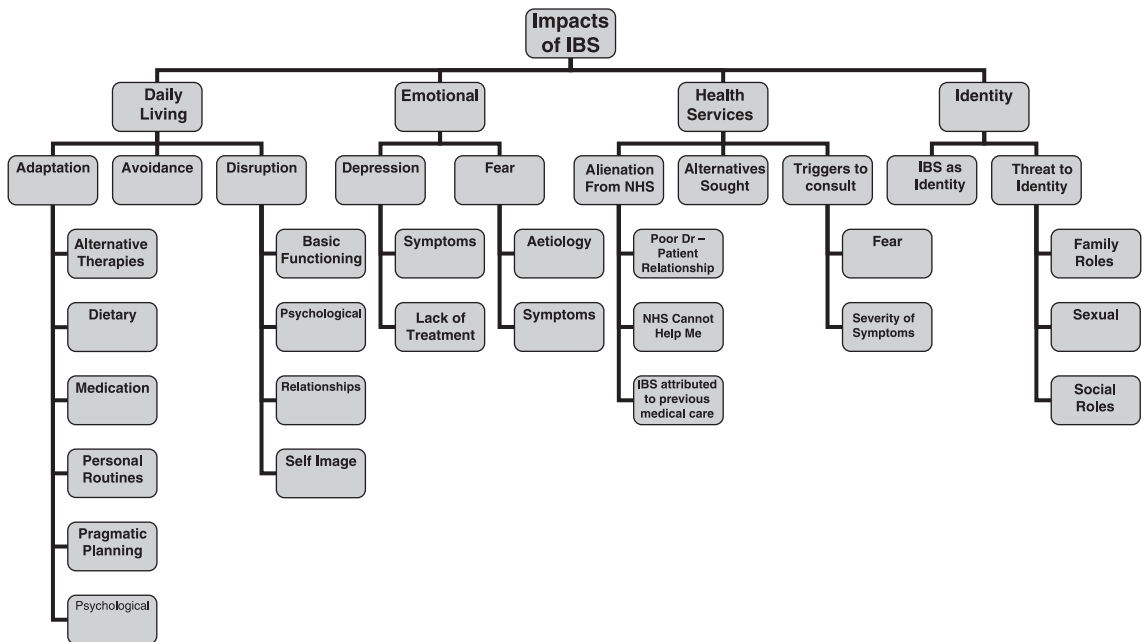 Impacts
of IBS
Daily
Living
Emotional
Health
Services
Identity
Adaptation
Avoidance
Disruption
Depression
Fear
Alienation
From NHS
Alternatives
Sought
Triggers to
consult
IBS as
Identity
Threat to
Identity
Alternative
Therapies
Basic
Functioning
Symptoms
Aetiology
Poor Dr –
Patient
Relationship
Fear
Family
Roles
Dietary
Psychological
Lack of
Treatment
Symptoms
NHS Cannot
Help Me
Severity of
Symptoms
Sexual
Medication
Relationships
IBS attributed
to previous
medical care
Social
Roles
Personal
Routines
Self Image
Pragmatic
Planning
Psychological